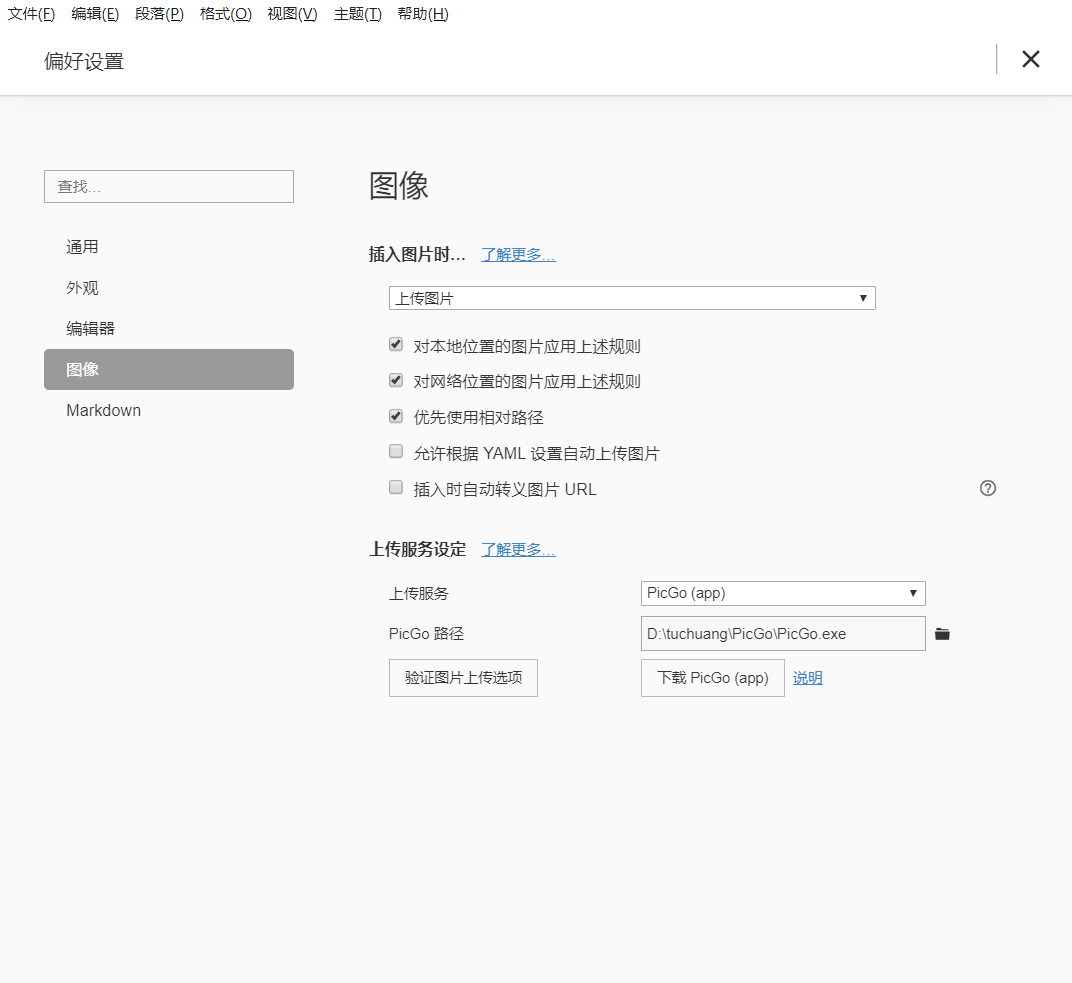 文件(F) 编辑(E) 段落(P) 格式(O) 视图(V) 主题(T) 帮助(H)
偏好设置
查找…
通用
外观
编辑器
图像
Markdown
图像
插入图片时… 了解更多…
上传图片
对本地位置的图片应用上述规则
对网络位置的图片应用上述规则
优先使用相对路径
允许根据 YAML 设置自动上传图片
插入时自动转义图片 URL
上传服务设定 了解更多…
上传服务 PicGo (app)
PicGo 路径 D:\tuchuang\PicGo\PicGo.exe
验证图片上传选项 下载 PicGo (app) 说明